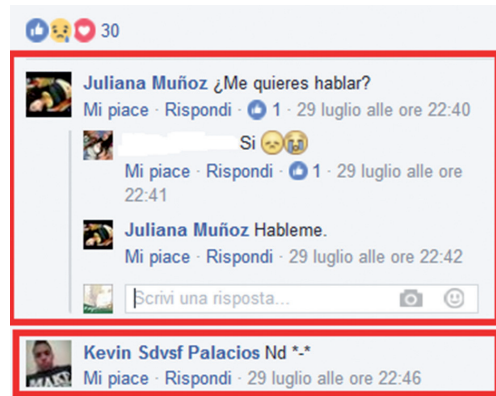 30
Juliana Muñoz ¿Me quieres hablar?
Mi piace · Rispondi · 1 · 29 luglio alle ore 22:40
Si
Mi piace · Rispondi · 1 · 29 luglio alle ore
22:41
Juliana Muñoz Hableme.
Mi piace · Rispondi · 29 luglio alle ore 22:42
Scrivi una risposta...
Kevin Sdvsf Palacios Nd *-*
Mi piace · Rispondi · 29 luglio alle ore 22:46